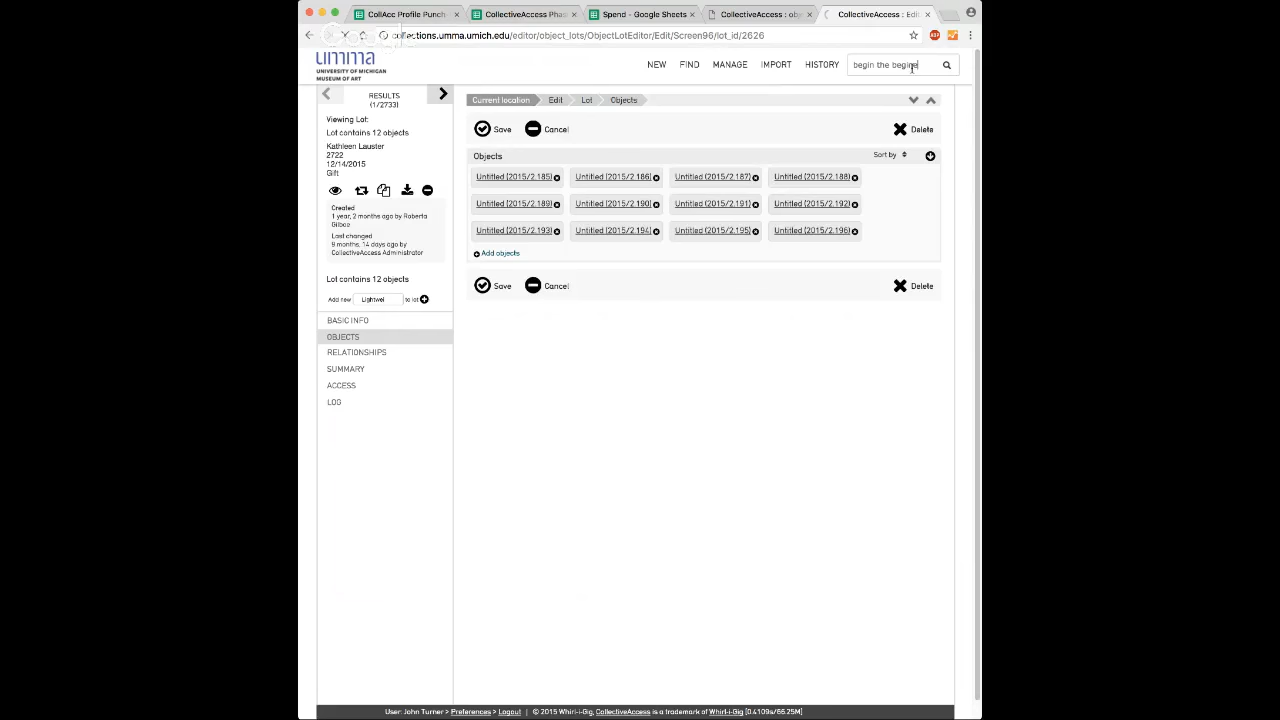 CollAcc Profile Punch
CollectiveAccess Phas
Spend - Google Sheets
CollectiveAccess : obj
CollectiveAccess : Edit
collections.umma.umich.edu/editor/object_lots/ObjectLotEditor/Edit/Screen96/lot_id/2626
umma
UNIVERSITY OF MICHIGAN
MUSEUM OF ART
NEW FIND MANAGE IMPORT HISTORY begin the begine
RESULTS
(1/2733)
Viewing Lot:
Lot contains 12 objects
Kathleen Lauster
2722
12/14/2015
Gift
Created
1 year, 2 months ago by Roberta
Gilboe
Last changed
9 months, 14 days ago by
CollectiveAccess Administrator
Lot contains 12 objects
Add new Lightwei to lot
BASIC INFO
OBJECTS
RELATIONSHIPS
SUMMARY
ACCESS
LOG
Current location Edit Lot Objects
Save Cancel Delete
Objects Sort by
Untitled (2015/2.185) Untitled (2015/2.186) Untitled (2015/2.187) Untitled (2015/2.188)
Untitled (2015/2.189) Untitled (2015/2.190) Untitled (2015/2.191) Untitled (2015/2.192)
Untitled (2015/2.193) Untitled (2015/2.194) Untitled (2015/2.195) Untitled (2015/2.196)
Add objects
Save Cancel Delete
User: John Turner > Preferences > Logout | © 2015 Whirl-i-Gig, CollectiveAccess is a trademark of Whirl-i-Gig [0.4109s/66.25M]